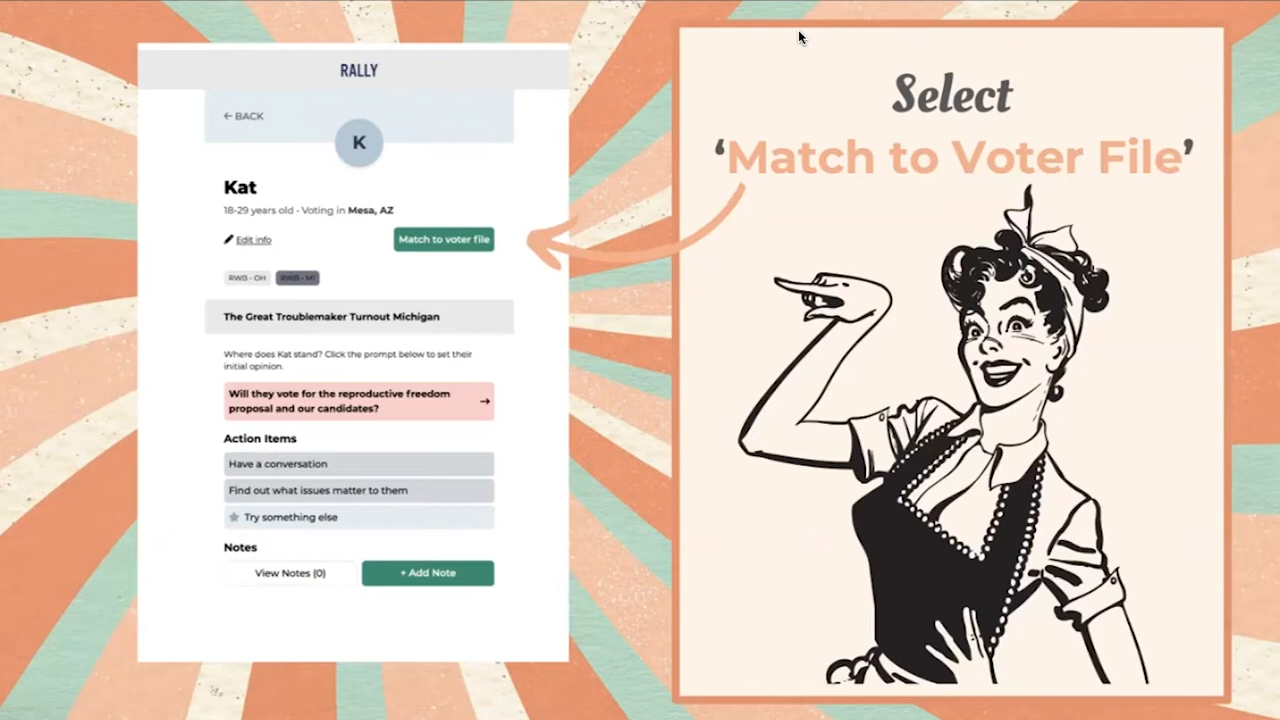 RALLY
← BACK
K
Kat
18-29 years old - Voting in Mesa, AZ
Edit info
Match to voter file
RWB - OH
The Great Troublemaker Turnout Michigan
Where does Kat stand? Click the prompt below to set their
initial opinion.
Will they vote for the reproductive freedom
proposal and our candidates? →
Action Items
Have a conversation
Find out what issues matter to them
Try something else
Notes
View Notes (0)
+ Add Note
Select
‘Match to Voter File’